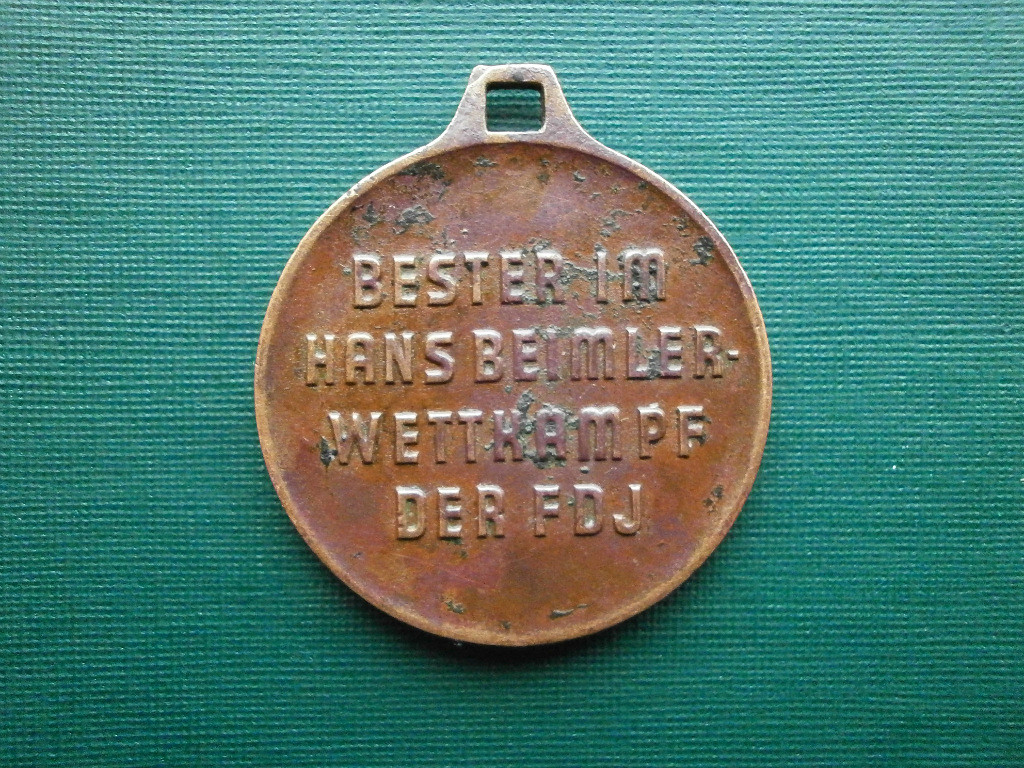 BESTER IM
HANS BEIMLER-
WETTKAMPF
DER FDJ